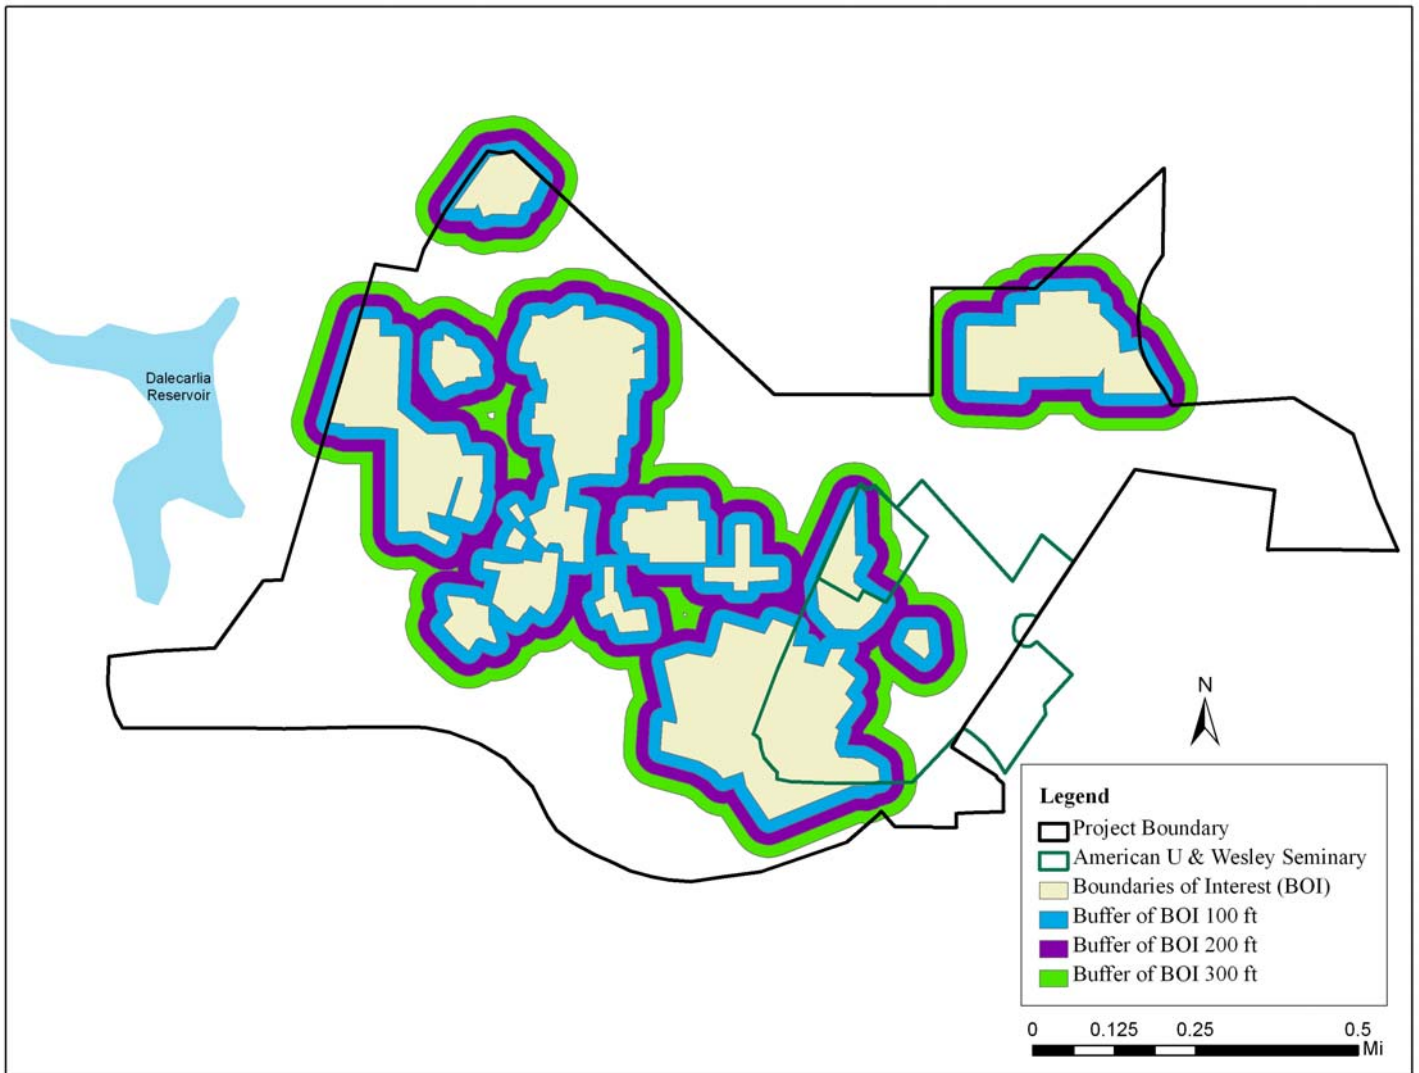 Dalecarlia
Reservoir
N
Legend
Project Boundary
American U & Wesley Seminary
Boundaries of Interest (BOI)
Buffer of BOI 100 ft
Buffer of BOI 200 ft
Buffer of BOI 300 ft
0 0.125 0.25 0.5
Mi